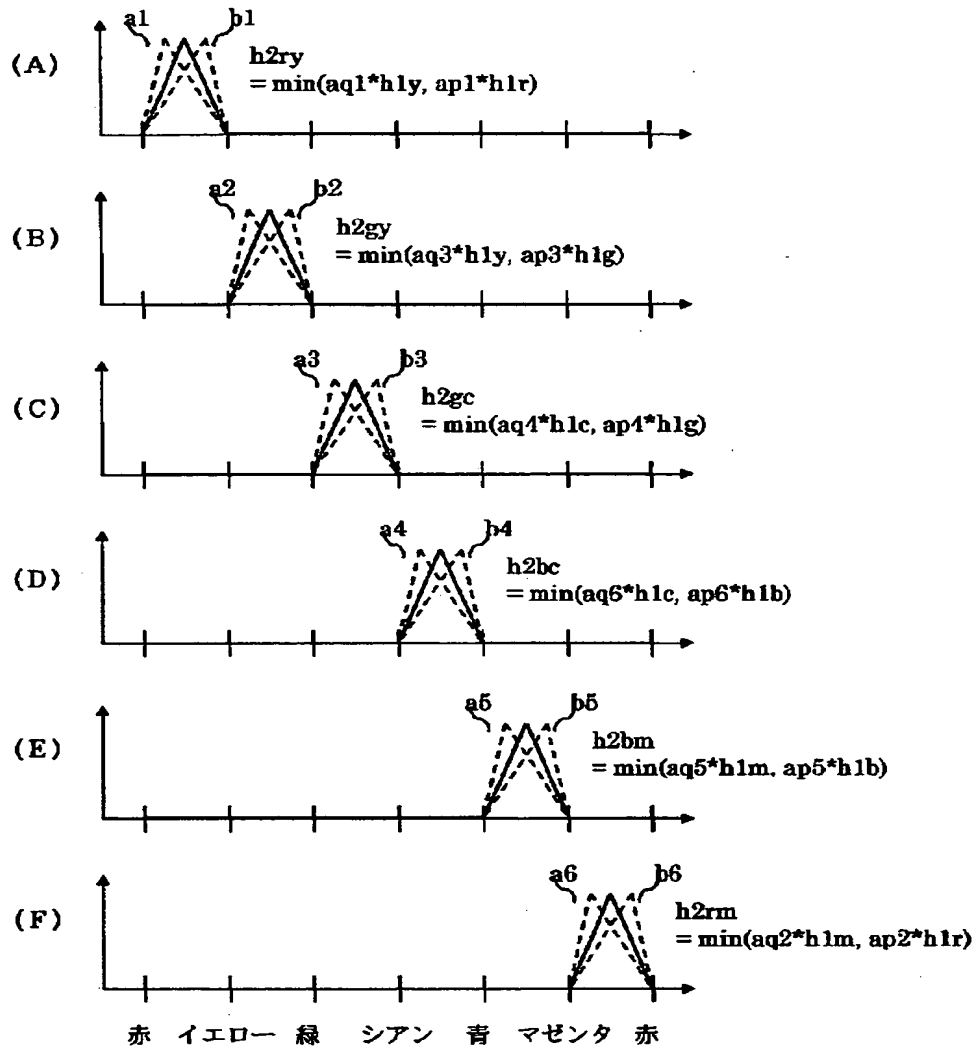 (A)
a1 b1
h2ry
= min(aq1*h1y, ap1*h1r)
(B)
a2 b2
h2gy
= min(aq3*h1y, ap3*h1g)
(C)
a3 b3
h2gc
= min(aq4*h1c, ap4*h1g)
(D)
a4 b4
h2bc
= min(aq6*h1c, ap6*h1b)
(E)
a5 b5
h2bm
= min(aq5*h1m, ap5*h1b)
(F)
a6 b6
h2rm
= min(aq2*h1m, ap2*h1r)
赤 イエロー 緑 シアン 青 マゼンタ 赤